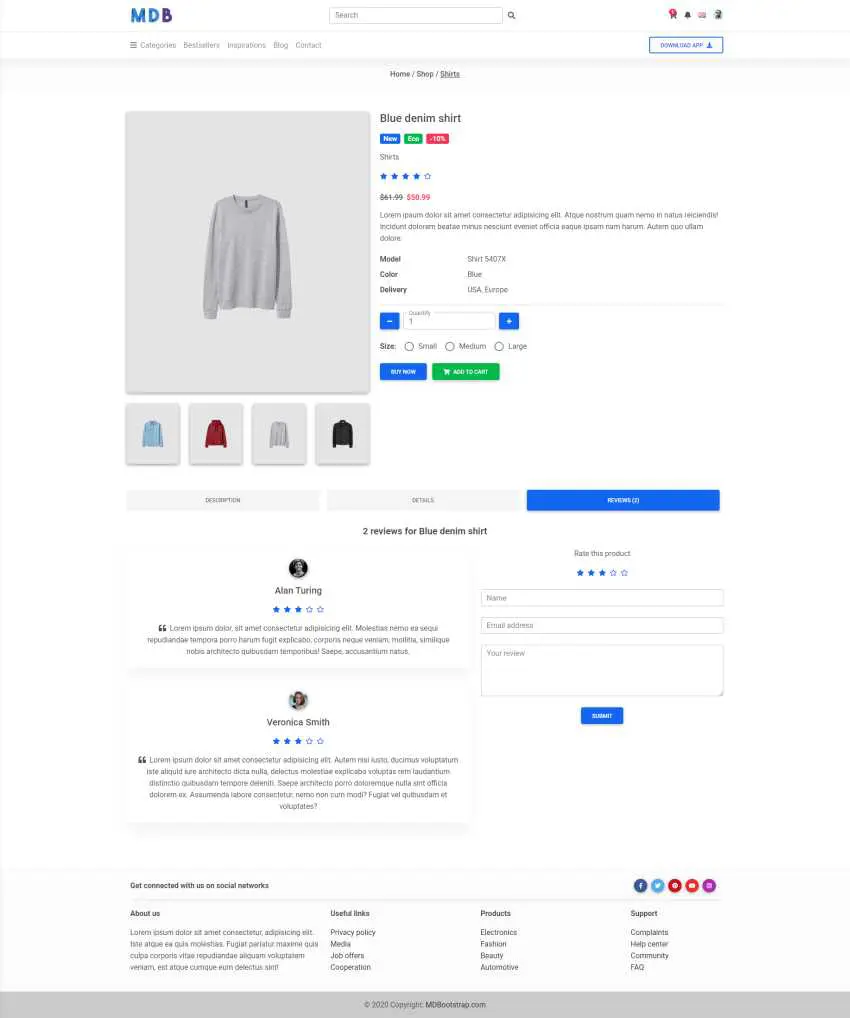 MDB
Search
Categories Bestsellers Inspirations Blog Contact
DOWNLOAD APP
Home / Shop / Shirts
Blue denim shirt
New Eco -10%
Shirts
$61.99 $50.99
Lorem ipsum dolor sit amet consectetur adipisicing elit. Atque nostrum quam nemo in natus reiciendis!
Incidunt dolorem beatae minus nesciunt eveniet officia eaque ipsam nam harum. Autem quo ullam
dolore.
Model Shirt 5407X
Color Blue
Delivery USA, Europe
Quantity
1
Size: Small Medium Large
BUY NOW ADD TO CART
DESCRIPTION DETAILS REVIEWS (2)
2 reviews for Blue denim shirt
Alan Turing
Lorem ipsum dolor, sit amet consectetur adipisicing elit. Molestias nemo ea sequi
repudiandae tempora porro harum fugit explicabo, corporis neque veniam, mollitia, similique
nobis architecto quibusdam temporibus! Saepe, accusantium natus.
Veronica Smith
Lorem ipsum dolor sit amet consectetur adipisicing elit. Autem nisi iusto, ducimus voluptatum
iste aliquid iure architecto dicta nulla, delectus molestiae explicabo voluptas rem laudantium
distinctio quibusdam tempore deleniti. Saepe architecto porro doloremque nulla sint officia
dolorem ex. Assumenda labore consectetur, nemo non cum modi? Fugiat vel quibusdam et
voluptates?
Rate this product
Name
Email address
Your review
SUBMIT
Get connected with us on social networks
About us
Lorem ipsum dolor sit amet consectetur, adipisicing elit.
Iste atque ea quis molestias. Fugiat pariatur maxime quis
culpa corporis vitae repudiandae aliquam voluptatem
veniam, est atque cumque eum delectus sint!
Useful links
Privacy policy
Media
Job offers
Cooperation
Products
Electronics
Fashion
Beauty
Automotive
Support
Complaints
Help center
Community
FAQ
© 2020 Copyright: MDBootstrap.com